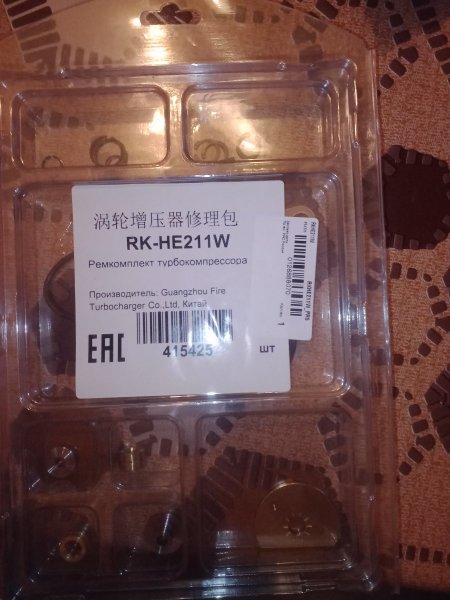 涡轮增压器修理包
RK-HE211W
Ремкомплект турбокомпрессора
Производитель: Guangzhou Fire
Turbocharger Co.,Ltd, Китай
EAC
415425
шт
RKHE211W
1